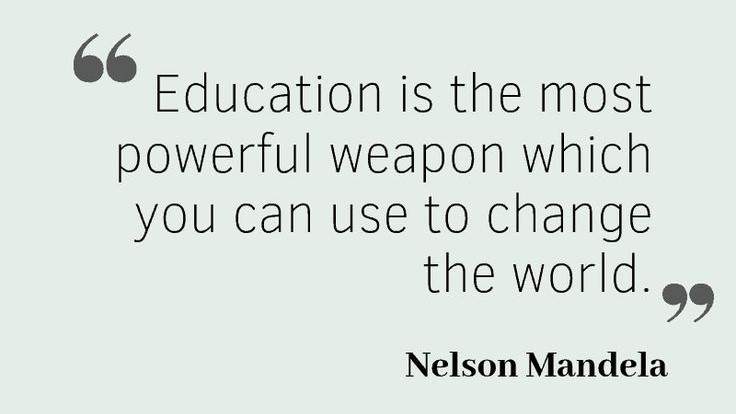 “ Education is the most
powerful weapon which
you can use to change
the world. ”
Nelson Mandela